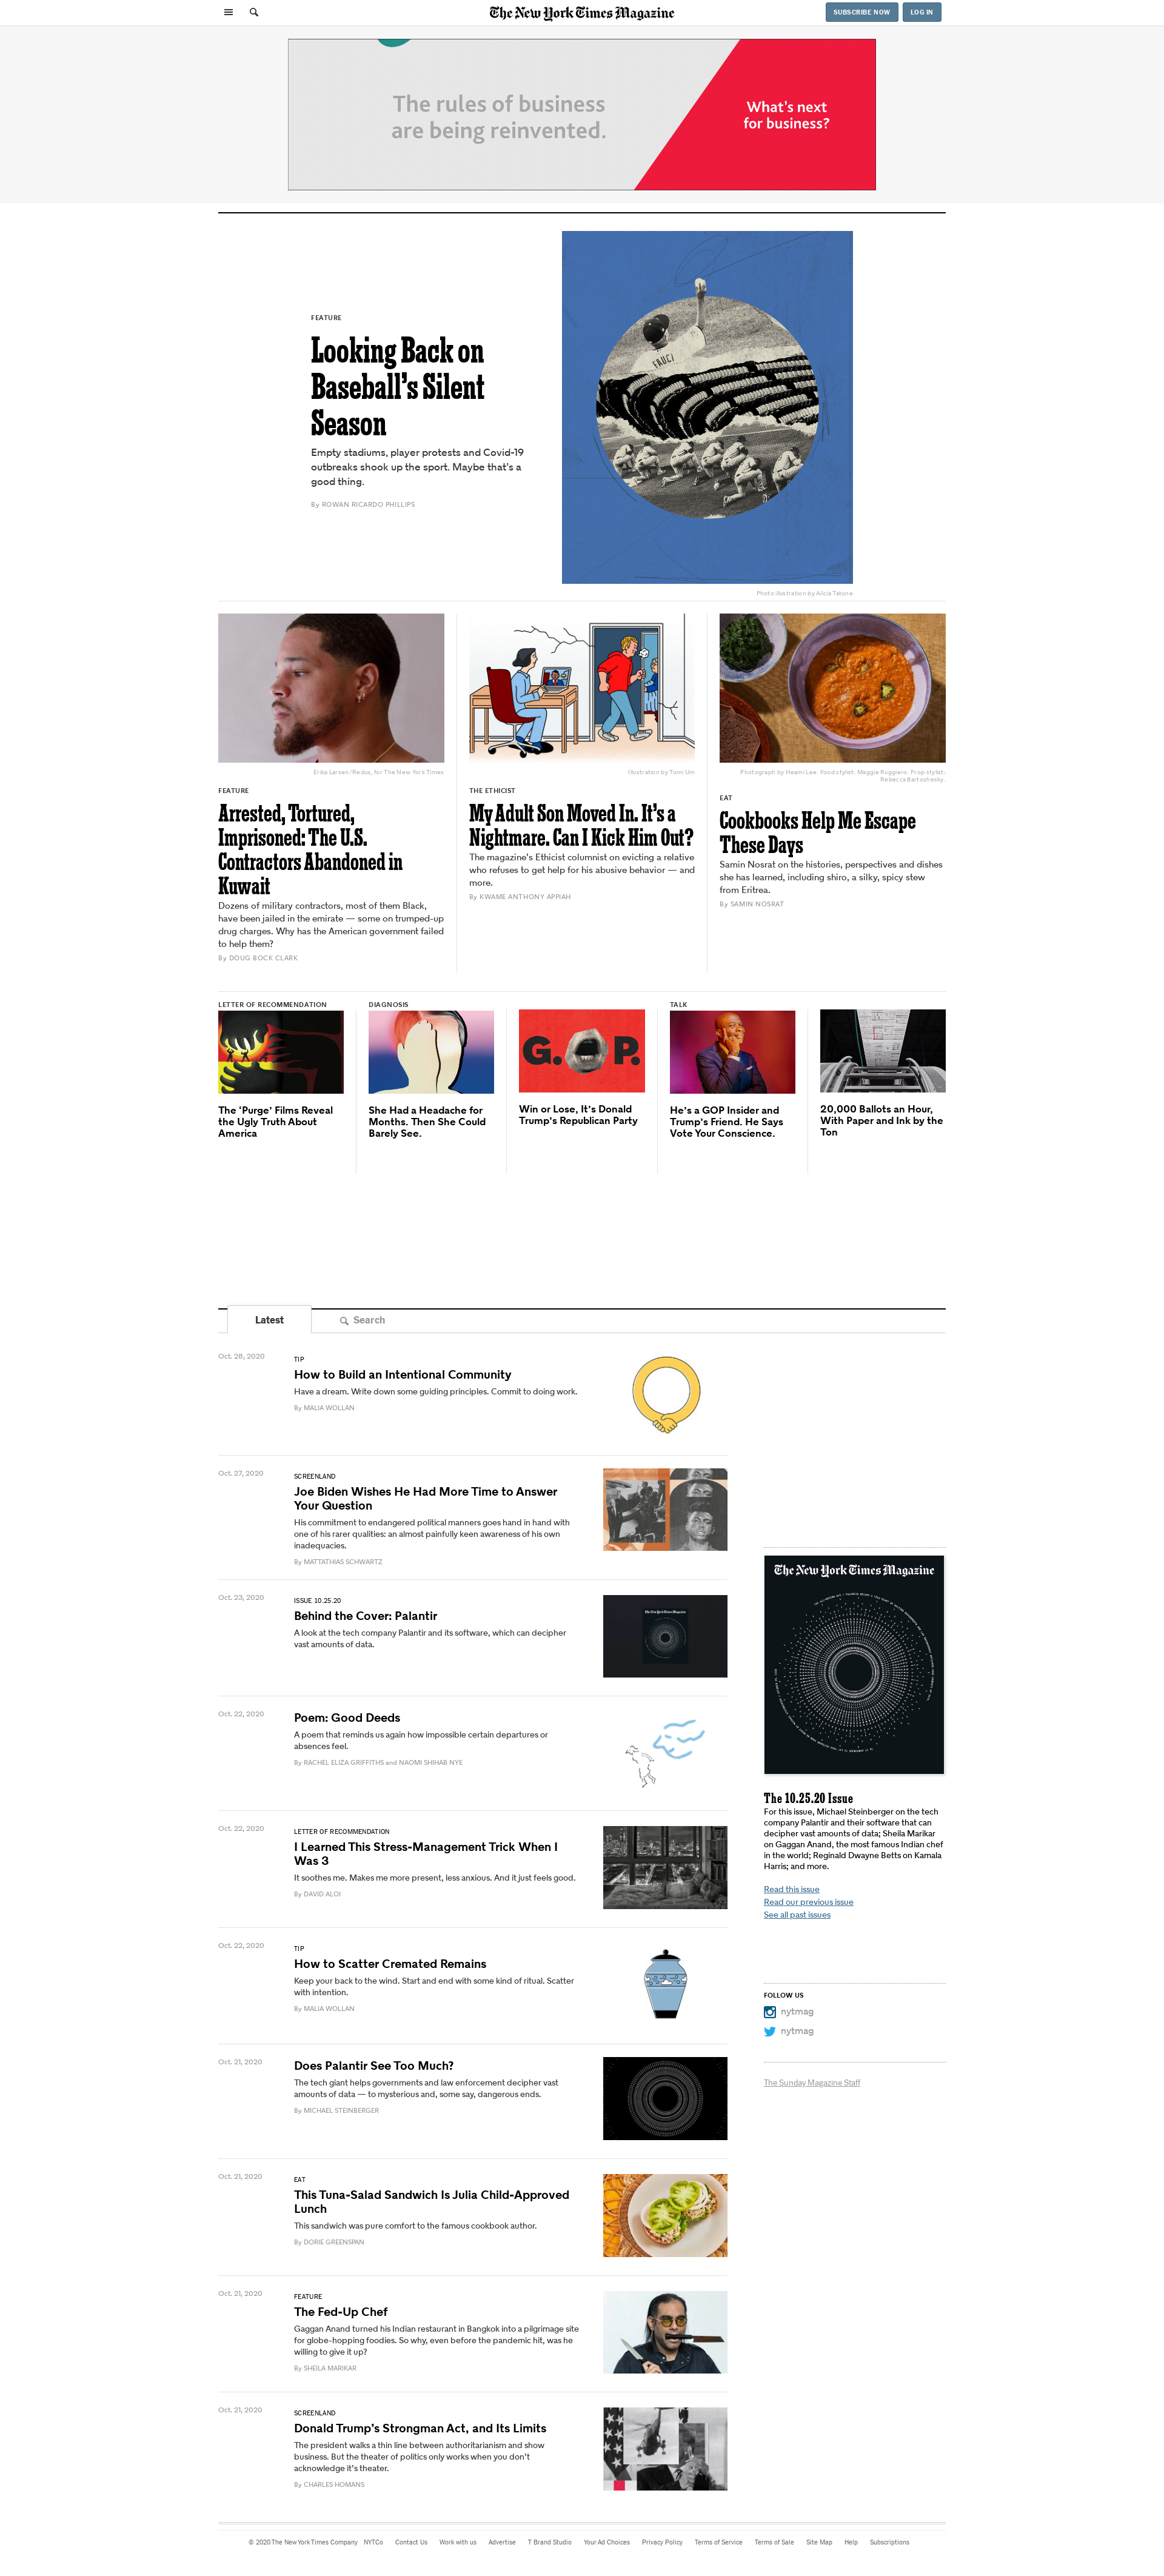 The New York Times Magazine
SUBSCRIBE NOW
LOG IN
The rules of business
are being reinvented.
What's next
for business?
FEATURE
Looking Back on
Baseball's Silent
Season
Empty stadiums, player protests and Covid-19
outbreaks shook up the sport. Maybe that's a
good thing.
By ROWAN RICARDO PHILLIPS
FAUCI
Photo illustration by Alicia Tatone
Erika Larsen/Redux, for The New York Times
FEATURE
Arrested, Tortured,
Imprisoned: The U.S.
Contractors Abandoned in
Kuwait
Dozens of military contractors, most of them Black,
have been jailed in the emirate — some on trumped-up
drug charges. Why has the American government failed
to help them?
By DOUG BOCK CLARK
Illustration by Tomi Um
THE ETHICIST
My Adult Son Moved In. It's a
Nightmare. Can I Kick Him Out?
The magazine's Ethicist columnist on evicting a relative
who refuses to get help for his abusive behavior — and
more.
By KWAME ANTHONY APPIAH
Photograph by Heami Lee. Food stylist: Maggie Ruggiero. Prop stylist:
Rebecca Bartoshesky.
EAT
Cookbooks Help Me Escape
These Days
Samin Nosrat on the histories, perspectives and dishes
she has learned, including shiro, a silky, spicy stew
from Eritrea.
By SAMIN NOSRAT
LETTER OF RECOMMENDATION
The 'Purge' Films Reveal
the Ugly Truth About
America
DIAGNOSIS
She Had a Headache for
Months. Then She Could
Barely See.
G. P.
Win or Lose, It's Donald
Trump's Republican Party
TALK
He's a GOP Insider and
Trump's Friend. He Says
Vote Your Conscience.
20,000 Ballots an Hour,
With Paper and Ink by the
Ton
Latest
Search
Oct. 28, 2020
TIP
How to Build an Intentional Community
Have a dream. Write down some guiding principles. Commit to doing work.
By MALIA WOLLAN
Oct. 27, 2020
SCREENLAND
Joe Biden Wishes He Had More Time to Answer
Your Question
His commitment to endangered political manners goes hand in hand with
one of his rarer qualities: an almost painfully keen awareness of his own
inadequacies.
By MATTATHIAS SCHWARTZ
Oct. 23, 2020
ISSUE 10.25.20
Behind the Cover: Palantir
A look at the tech company Palantir and its software, which can decipher
vast amounts of data.
Oct. 22, 2020
Poem: Good Deeds
A poem that reminds us again how impossible certain departures or
absences feel.
By RACHEL ELIZA GRIFFITHS and NAOMI SHIHAB NYE
Oct. 22, 2020
LETTER OF RECOMMENDATION
I Learned This Stress-Management Trick When I
Was 3
It soothes me. Makes me more present, less anxious. And it just feels good.
By DAVID ALOI
Oct. 22, 2020
TIP
How to Scatter Cremated Remains
Keep your back to the wind. Start and end with some kind of ritual. Scatter
with intention.
By MALIA WOLLAN
Oct. 21, 2020
Does Palantir See Too Much?
The tech giant helps governments and law enforcement decipher vast
amounts of data — to mysterious and, some say, dangerous ends.
By MICHAEL STEINBERGER
Oct. 21, 2020
EAT
This Tuna-Salad Sandwich Is Julia Child-Approved
Lunch
This sandwich was pure comfort to the famous cookbook author.
By DORIE GREENSPAN
Oct. 21, 2020
FEATURE
The Fed-Up Chef
Gaggan Anand turned his Indian restaurant in Bangkok into a pilgrimage site
for globe-hopping foodies. So why, even before the pandemic hit, was he
willing to give it up?
By SHEILA MARIKAR
Oct. 21, 2020
SCREENLAND
Donald Trump's Strongman Act, and Its Limits
The president walks a thin line between authoritarianism and show
business. But the theater of politics only works when you don't
acknowledge it's theater.
By CHARLES HOMANS
The New York Times Magazine
The 10.25.20 Issue
For this issue, Michael Steinberger on the tech
company Palantir and their software that can
decipher vast amounts of data; Sheila Marikar
on Gaggan Anand, the most famous Indian chef
in the world; Reginald Dwayne Betts on Kamala
Harris; and more.
Read this issue
Read our previous issue
See all past issues
FOLLOW US
nytmag
nytmag
The Sunday Magazine Staff
© 2020 The New York Times Company NYTCo Contact Us Work with us Advertise T Brand Studio Your Ad Choices Privacy Policy Terms of Service Terms of Sale Site Map Help Subscriptions